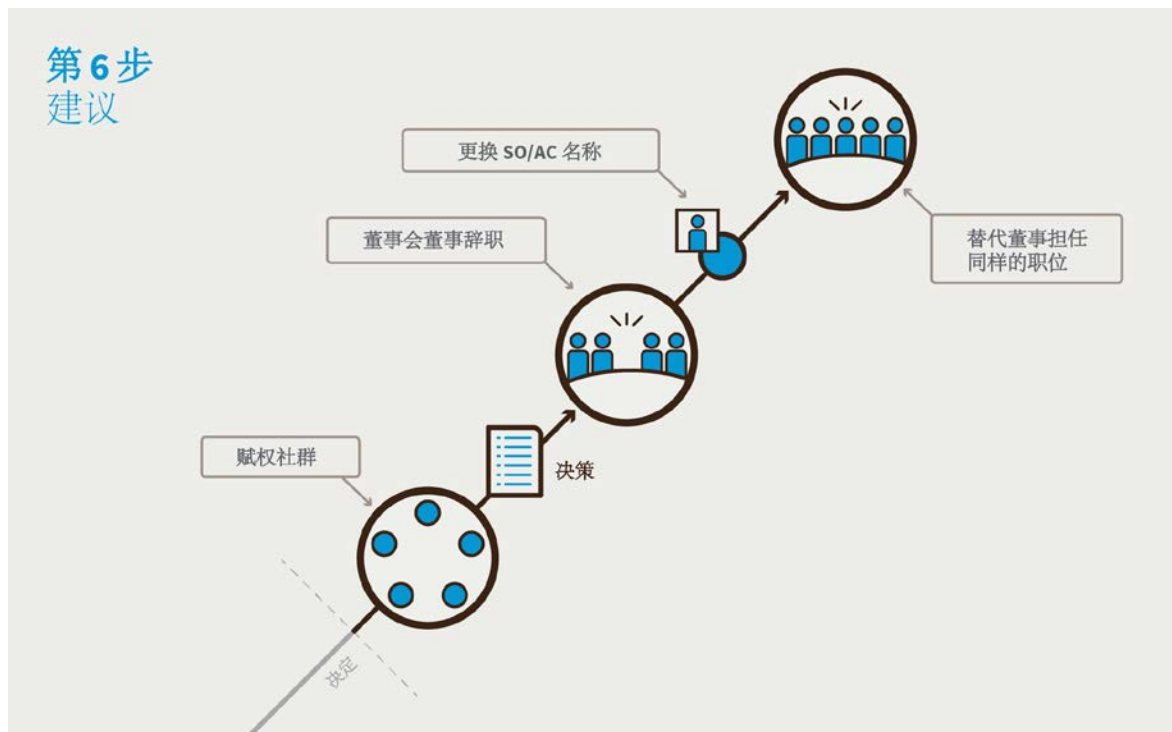 第 6 步
建议
更换 SO/AC 名称
董事会董事辞职
替代董事担任
同样的职位
赋权社群
决策
决定